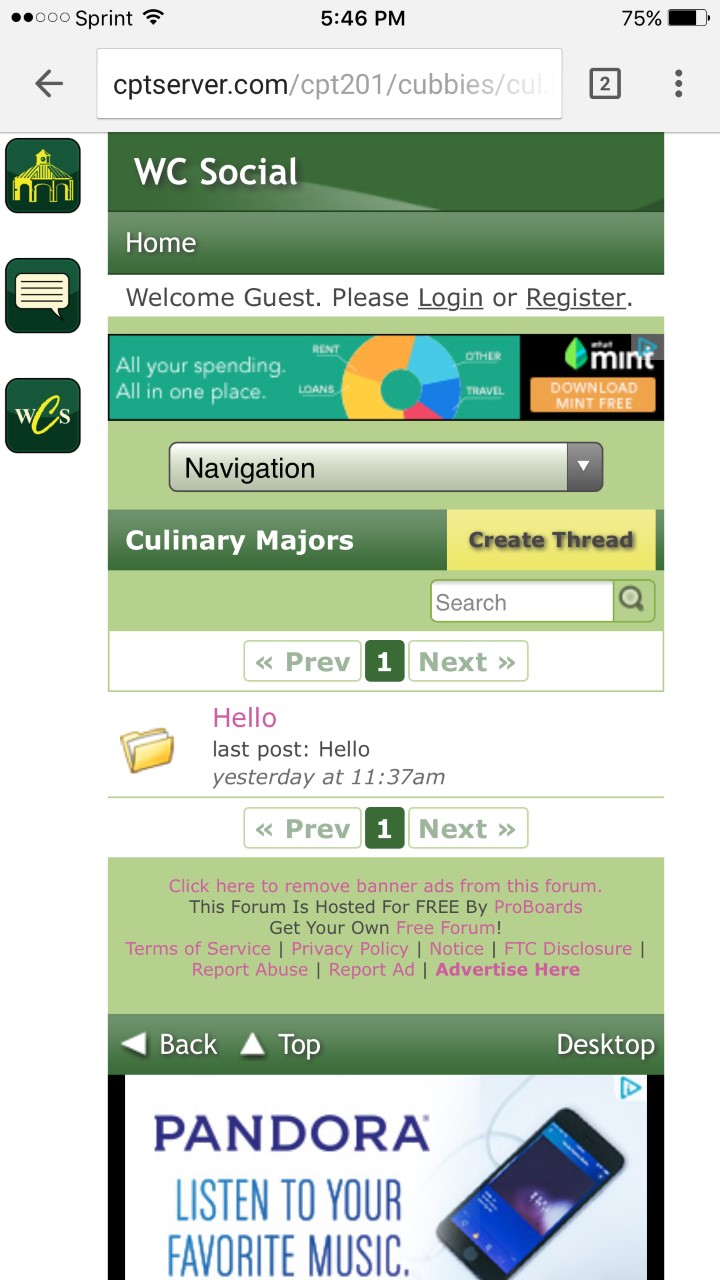 Sprint 5:46 PM 75%
cptserver.com/cpt201/cubbies/cul
2
WC Social
Home
Welcome Guest. Please Login or Register.
All your spending.
All in one place.
RENT
LOANS
OTHER
TRAVEL
intuit
mint
DOWNLOAD
MINT FREE
WCS
Navigation
Culinary Majors
Create Thread
Search
« Prev 1 Next »
Hello
last post: Hello
yesterday at 11:37am
« Prev 1 Next »
Click here to remove banner ads from this forum.
This Forum Is Hosted For FREE By ProBoards
Get Your Own Free Forum!
Terms of Service | Privacy Policy | Notice | FTC Disclosure |
Report Abuse | Report Ad | Advertise Here
Back Top Desktop
PANDORA
LISTEN TO YOUR
FAVORITE MUSIC.